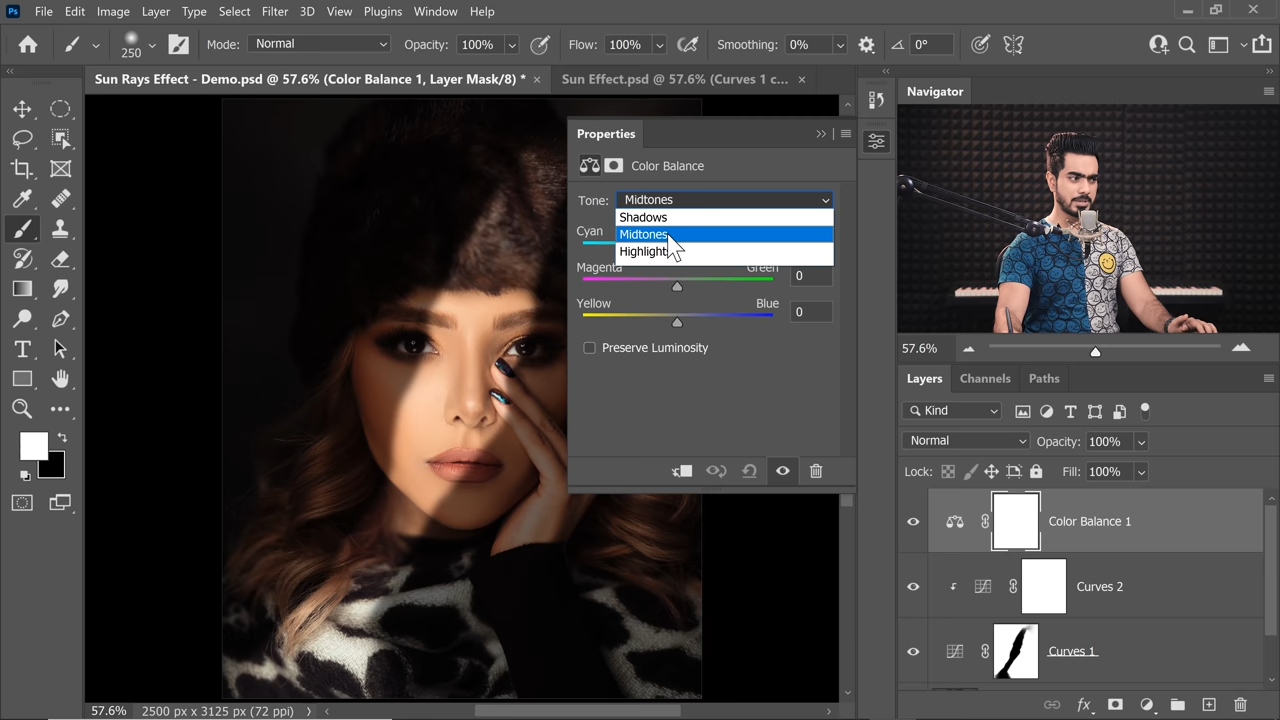 Ps File Edit Image Layer Type Select Filter 3D View Plugins Window Help
250 Mode: Normal Opacity: 100% Flow: 100% Smoothing: 0% 0°
Sun Rays Effect - Demo.psd @ 57.6% (Color Balance 1, Layer Mask/8) * × Sun Effect.psd @ 57.6% (Curves 1 c... ×
Navigator
Properties
Color Balance
Tone: Midtones
Shadows
Midtones
Highlights
Cyan
Magenta Green 0
Yellow Blue 0
Preserve Luminosity
57.6%
Layers Channels Paths
Kind
Normal Opacity: 100%
Lock: Fill: 100%
Color Balance 1
Curves 2
Curves 1
fx
57.6% 2500 px x 3125 px (72 ppi)